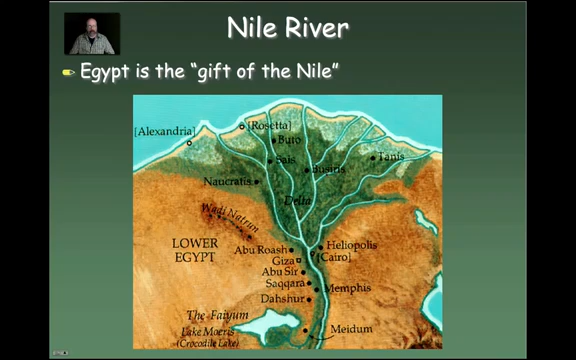 Nile River
Egypt is the “gift of the Nile”
[Alexandria]
[Rosetta]
Buto
Sais
Busiris
Tanis
Naucratis
Delta
Wadi Natrun
LOWER
EGYPT
Abu Roash
Heliopolis
Giza
[Cairo]
Abu Sir
Saqqara
Memphis
Dahshur
The Faiyum
Lake Moeris
(Crocodile Lake)
Meidum